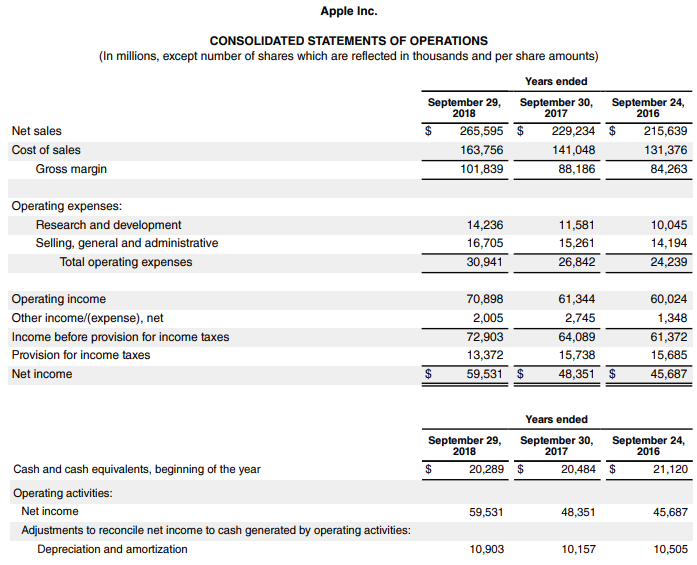 Apple Inc.
CONSOLIDATED STATEMENTS OF OPERATIONS
(In millions, except number of shares which are reflected in thousands and per share amounts)
Years ended
September 29, 2018 September 30, 2017 September 24, 2016
Net sales $ 265,595 $ 229,234 $ 215,639
Cost of sales 163,756 141,048 131,376
Gross margin 101,839 88,186 84,263
Operating expenses:
Research and development 14,236 11,581 10,045
Selling, general and administrative 16,705 15,261 14,194
Total operating expenses 30,941 26,842 24,239
Operating income 70,898 61,344 60,024
Other income/(expense), net 2,005 2,745 1,348
Income before provision for income taxes 72,903 64,089 61,372
Provision for income taxes 13,372 15,738 15,685
Net income $ 59,531 $ 48,351 $ 45,687
Years ended
September 29, 2018 September 30, 2017 September 24, 2016
Cash and cash equivalents, beginning of the year $ 20,289 $ 20,484 $ 21,120
Operating activities:
Net income 59,531 48,351 45,687
Adjustments to reconcile net income to cash generated by operating activities:
Depreciation and amortization 10,903 10,157 10,505